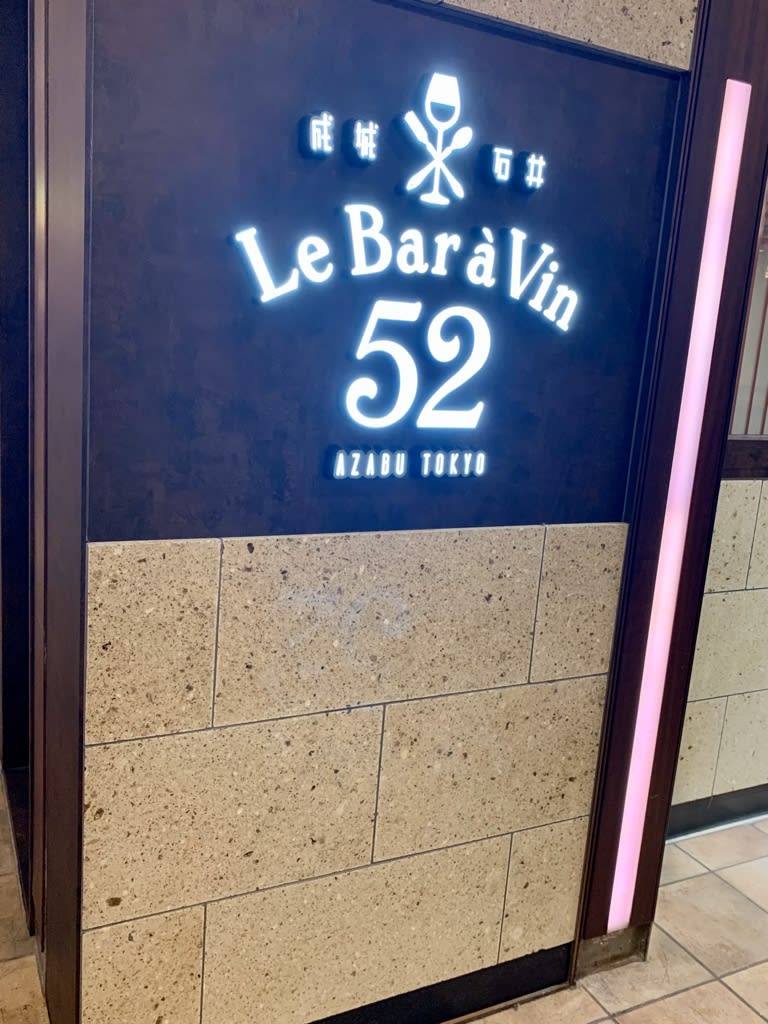 成城 石井
Le Bar à Vin
52
AZABU TOKYO